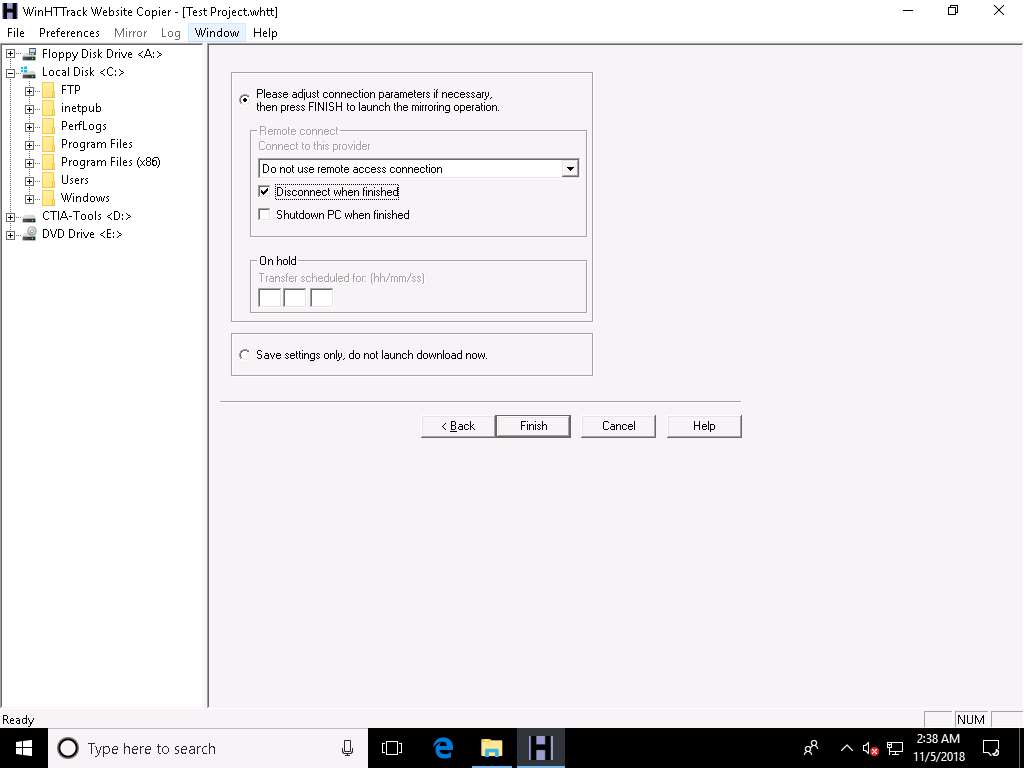 WinHTTrack Website Copier - [Test Project.whtt]
File Preferences Mirror Log Window Help
Floppy Disk Drive <A:>
Local Disk <C:>
FTP
inetpub
PerfLogs
Program Files
Program Files (x86)
Users
Windows
CTIA-Tools <D:>
DVD Drive <E:>
Please adjust connection parameters if necessary,
then press FINISH to launch the mirroring operation.
Remote connect
Connect to this provider
Do not use remote access connection
Disconnect when finished
Shutdown PC when finished
On hold
Transfer scheduled for: (hh/mm/ss)
Save settings only, do not launch download now.
< Back Finish Cancel Help
Ready NUM
Type here to search
2:38 AM
11/5/2018